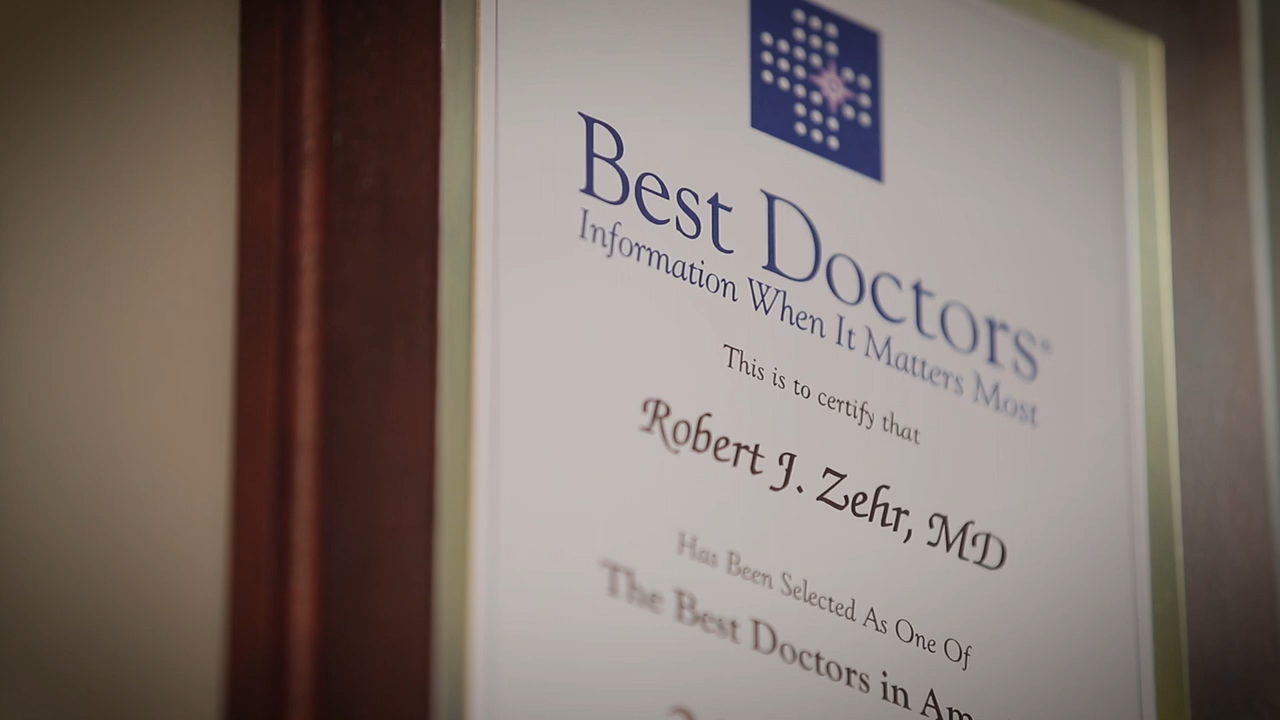 Best Doctors®
Information When It Matters Most
This is to certify that
Robert J. Zehr, MD
Has Been Selected As One Of
The Best Doctors in Am